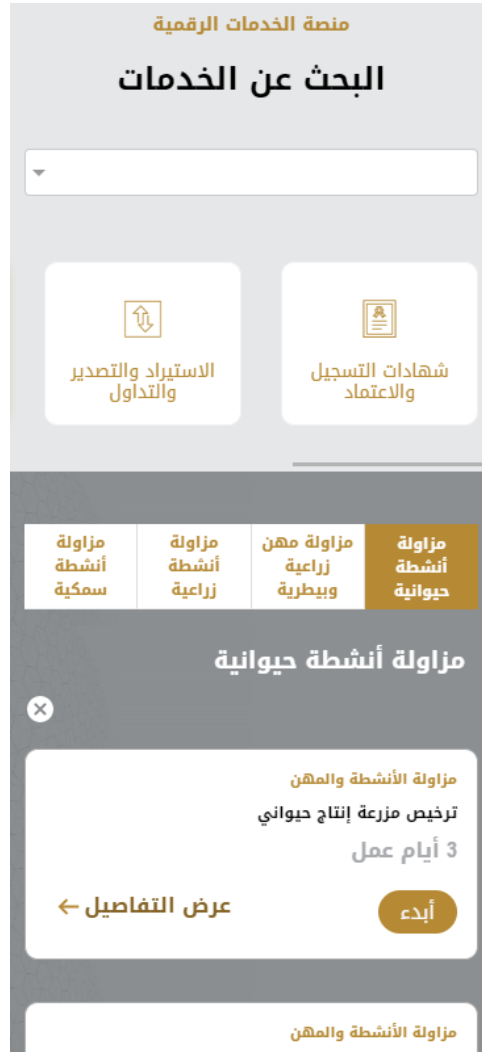 منصة الخدمات الرقمية
البحث عن الخدمات
شهادات التسجيل
والاعتماد
الاستيراد والتصدير
والتداول
مزاولة
أنشطة
حيوانية
مزاولة مهن
زراعية
وبيطرية
مزاولة
أنشطة
زراعية
مزاولة
أنشطة
سمكية
مزاولة أنشطة حيوانية
مزاولة الأنشطة والمهن
ترخيص مزرعة إنتاج حيواني
3 أيام عمل
أبدء
عرض التفاصيل
مزاولة الأنشطة والمهن